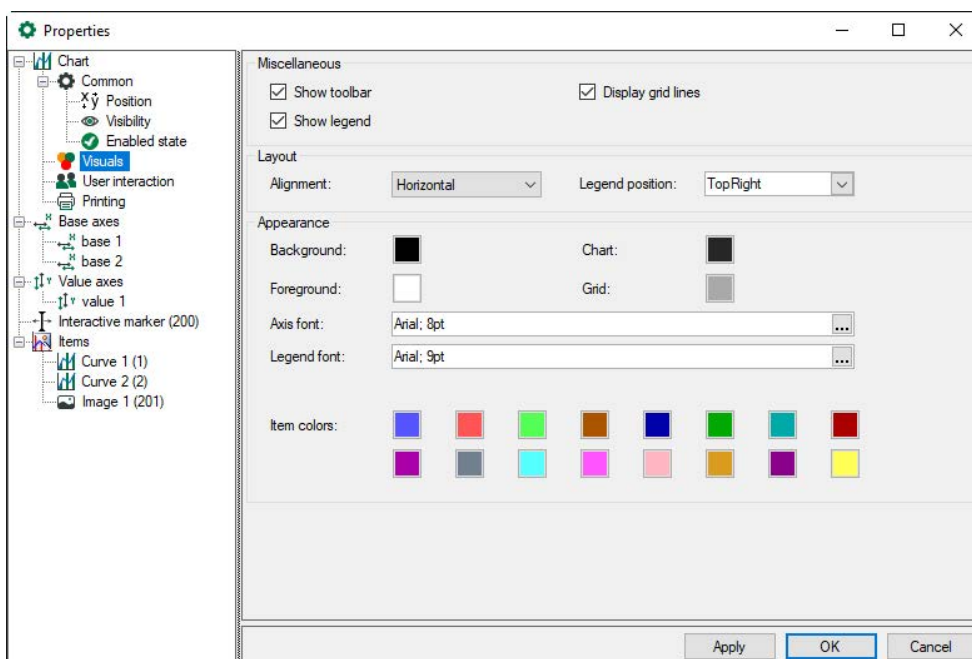 Properties
Chart
Common
Position
Visibility
Enabled state
Visuals
User interaction
Printing
Base axes
base 1
base 2
Value axes
value 1
Interactive marker (200)
Items
Curve 1 (1)
Curve 2 (2)
Image 1 (201)
Miscellaneous
Show toolbar
Display grid lines
Show legend
Layout
Alignment: Horizontal Legend position: TopRight
Appearance
Background: Chart:
Foreground: Grid:
Axis font: Arial; 8pt ...
Legend font: Arial; 9pt ...
Item colors:
Apply OK Cancel